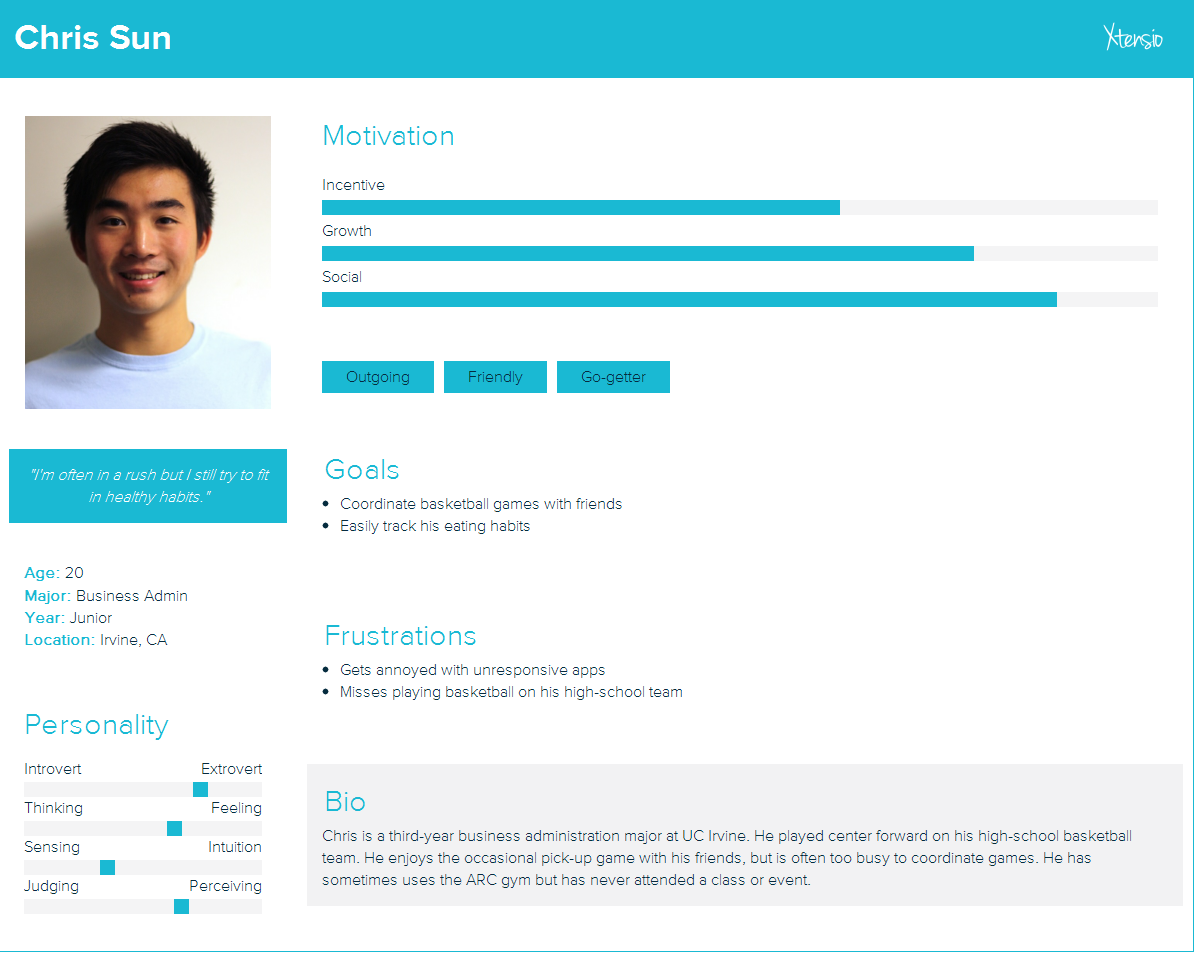 Chris Sun
Xtensio
"I'm often in a rush but I still try to fit
in healthy habits."
Age: 20
Major: Business Admin
Year: Junior
Location: Irvine, CA
Personality
Introvert Extrovert
Thinking Feeling
Sensing Intuition
Judging Perceiving
Motivation
Incentive
Growth
Social
Outgoing Friendly Go-getter
Goals
• Coordinate basketball games with friends
• Easily track his eating habits
Frustrations
• Gets annoyed with unresponsive apps
• Misses playing basketball on his high-school team
Bio
Chris is a third-year business administration major at UC Irvine. He played center forward on his high-school basketball
team. He enjoys the occasional pick-up game with his friends, but is often too busy to coordinate games. He has
sometimes uses the ARC gym but has never attended a class or event.